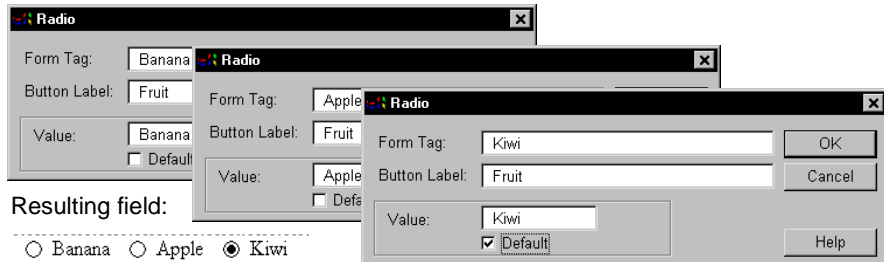 Radio
Form Tag: Banana
Button Label: Fruit
Value: Banana
Default
Radio
Form Tag: Apple
Button Label: Fruit
Value: Apple
Radio
Form Tag: Kiwi
OK
Button Label: Fruit
Cancel
Value: Kiwi
Default
Help
Resulting field:
Banana Apple Kiwi